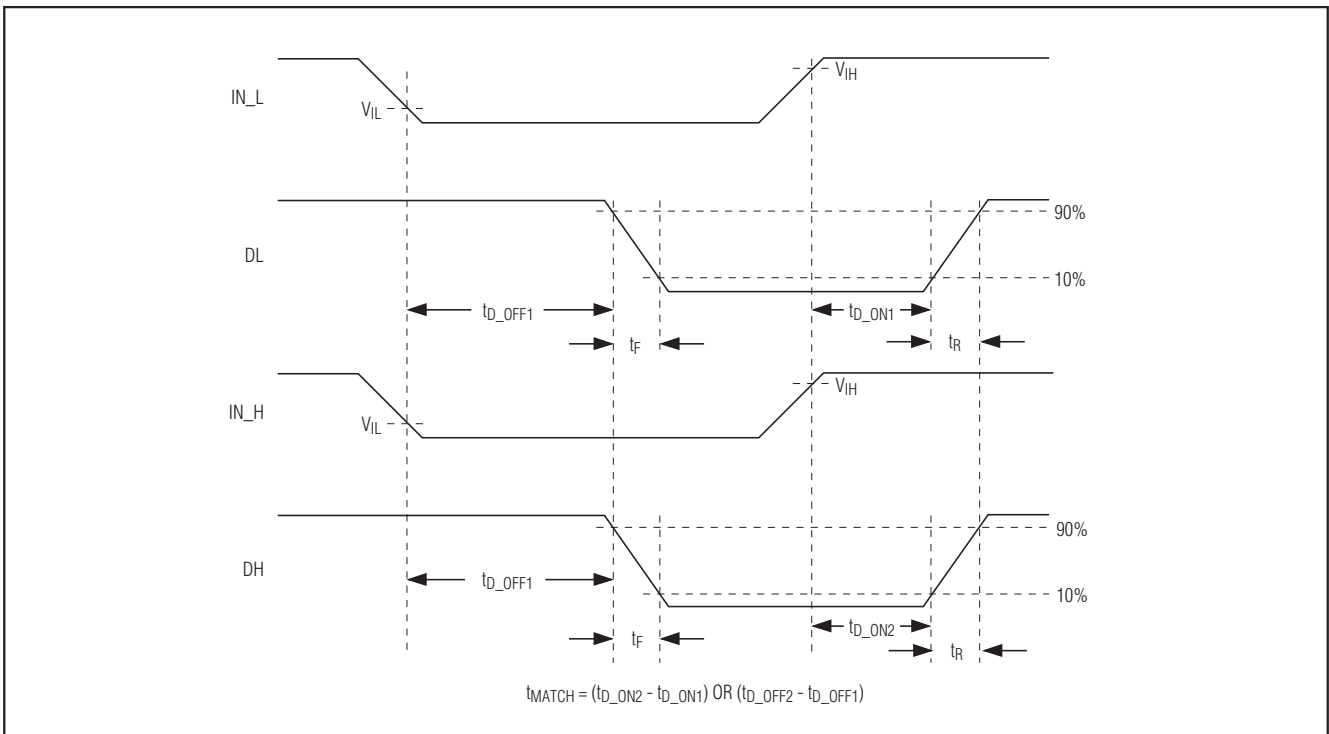 IN_L
VIL
VIH
DL
90%
10%
tD_OFF1
tD_ON1
tF
tR
IN_H
VIL
VIH
DH
90%
10%
tD_OFF1
tD_ON2
tF
tR
tMATCH = (tD_ON2 - tD_ON1) OR (tD_OFF2 - tD_OFF1)